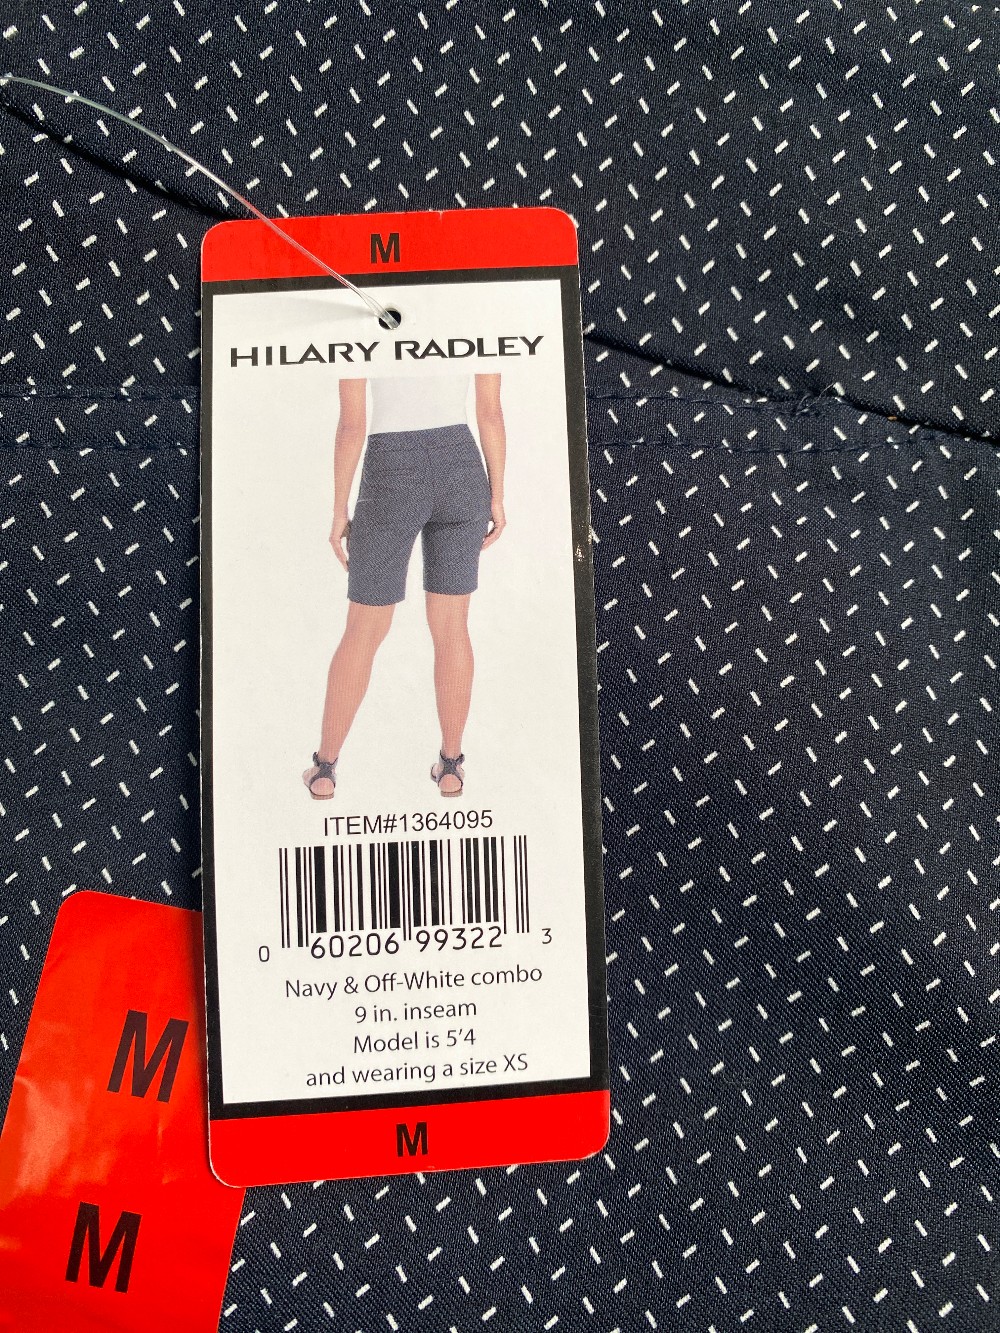 M
HILARY RADLEY
ITEM#1364095
0 60206 99322 3
Navy & Off-White combo
9 in. inseam
Model is 5'4
and wearing a size XS
M
M
M